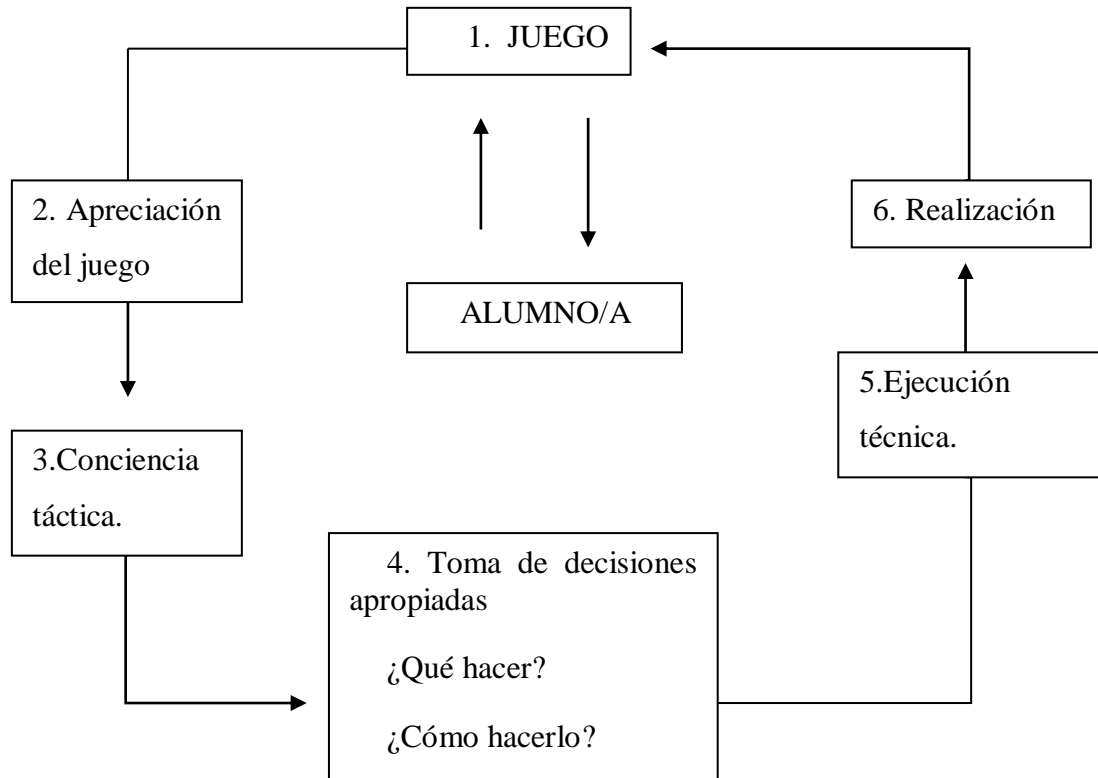 1. JUEGO
2. Apreciación
del juego
6. Realización
ALUMNO/A
5.Ejecución
técnica.
3.Conciencia
táctica.
4. Toma de decisiones
apropiadas
¿Qué hacer?
¿Cómo hacerlo?